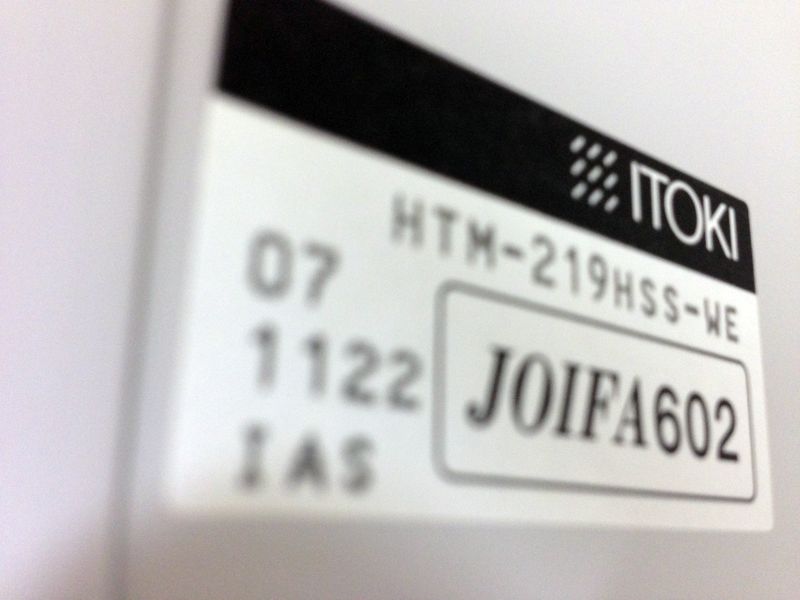 ITOKI
HTM-219HSS-WE
07
1122
IAS
JOIFA602